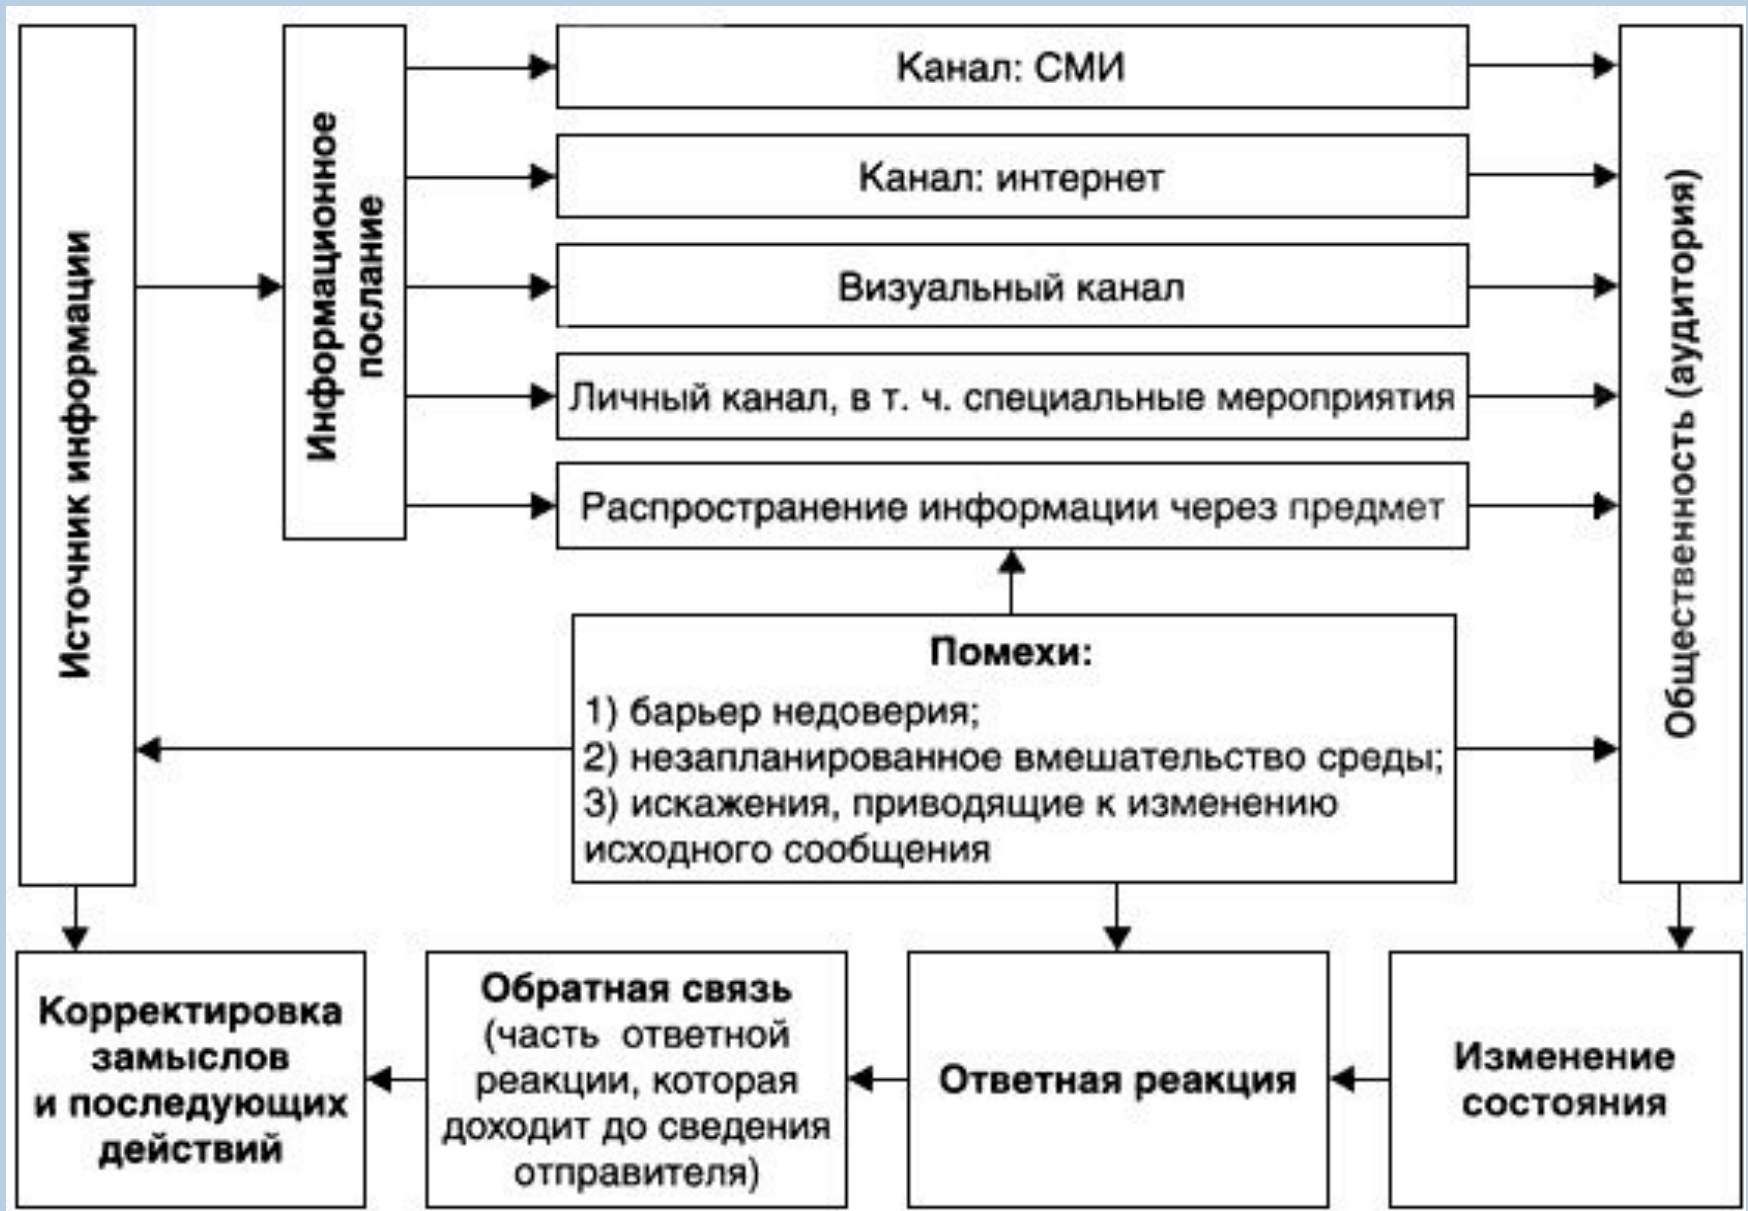 Источник информации
Информационное
послание
Канал: СМИ
Канал: интернет
Визуальный канал
Личный канал, в т. ч. специальные мероприятия
Распространение информации через предмет
Общественность (аудитория)
Помехи:
1) барьер недоверия;
2) незапланированное вмешательство среды;
3) искажения, приводящие к изменению
исходного сообщения
Корректировка
замыслов
и последующих
действий
Обратная связь
(часть ответной
реакции, которая
доходит до сведения
отправителя)
Ответная реакция
Изменение
состояния